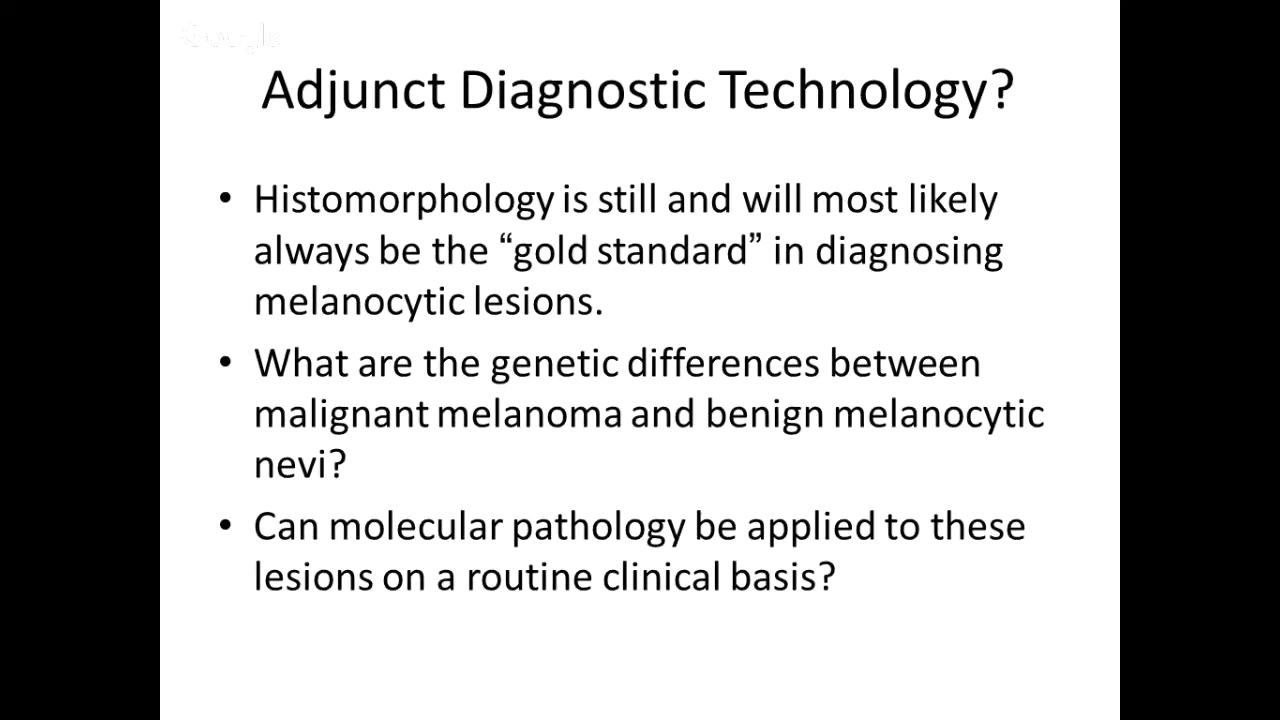 Google
Adjunct Diagnostic Technology?
• Histomorphology is still and will most likely
always be the “gold standard” in diagnosing
melanocytic lesions.
• What are the genetic differences between
malignant melanoma and benign melanocytic
nevi?
• Can molecular pathology be applied to these
lesions on a routine clinical basis?